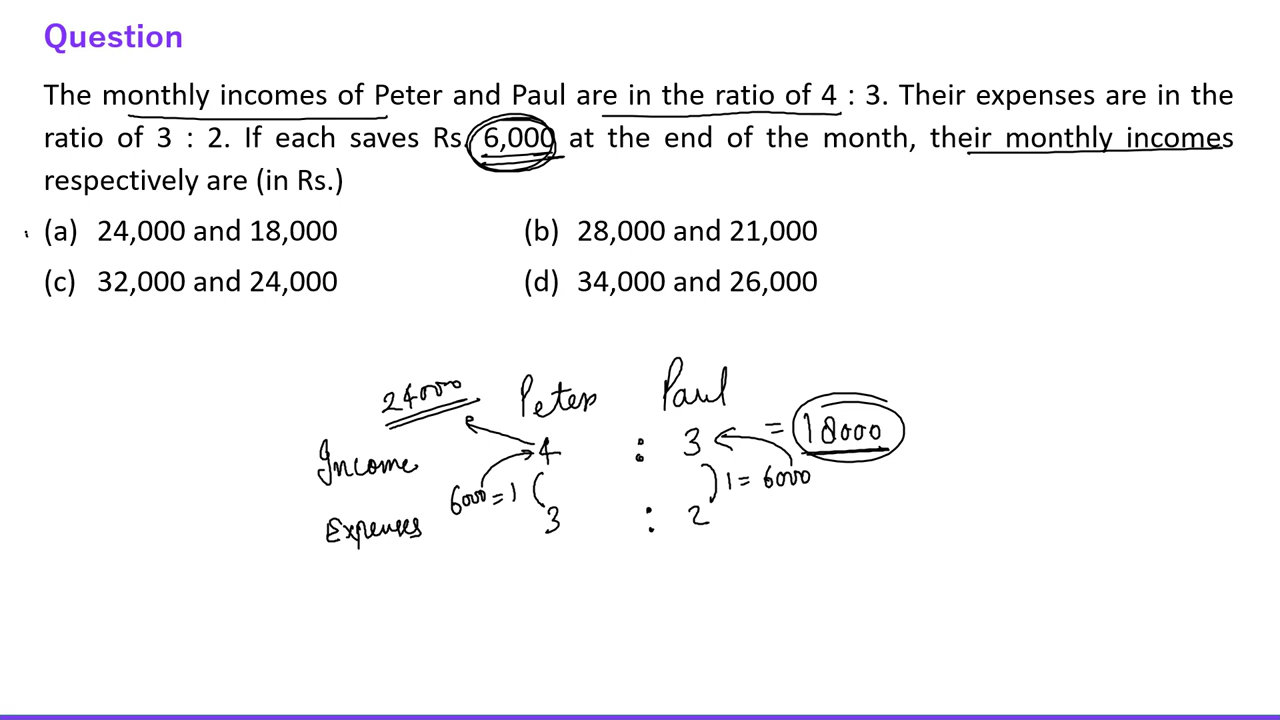 Question
The monthly incomes of Peter and Paul are in the ratio of 4 : 3. Their expenses are in the
ratio of 3 : 2. If each saves Rs. 6,000 at the end of the month, their monthly incomes
respectively are (in Rs.)
(a) 24,000 and 18,000 (b) 28,000 and 21,000
(c) 32,000 and 24,000 (d) 34,000 and 26,000
24000 Peter Paul
Income 4 : 3 = 18000
6000 = 1 ( ) 1 = 6000
Expenses 3 : 2